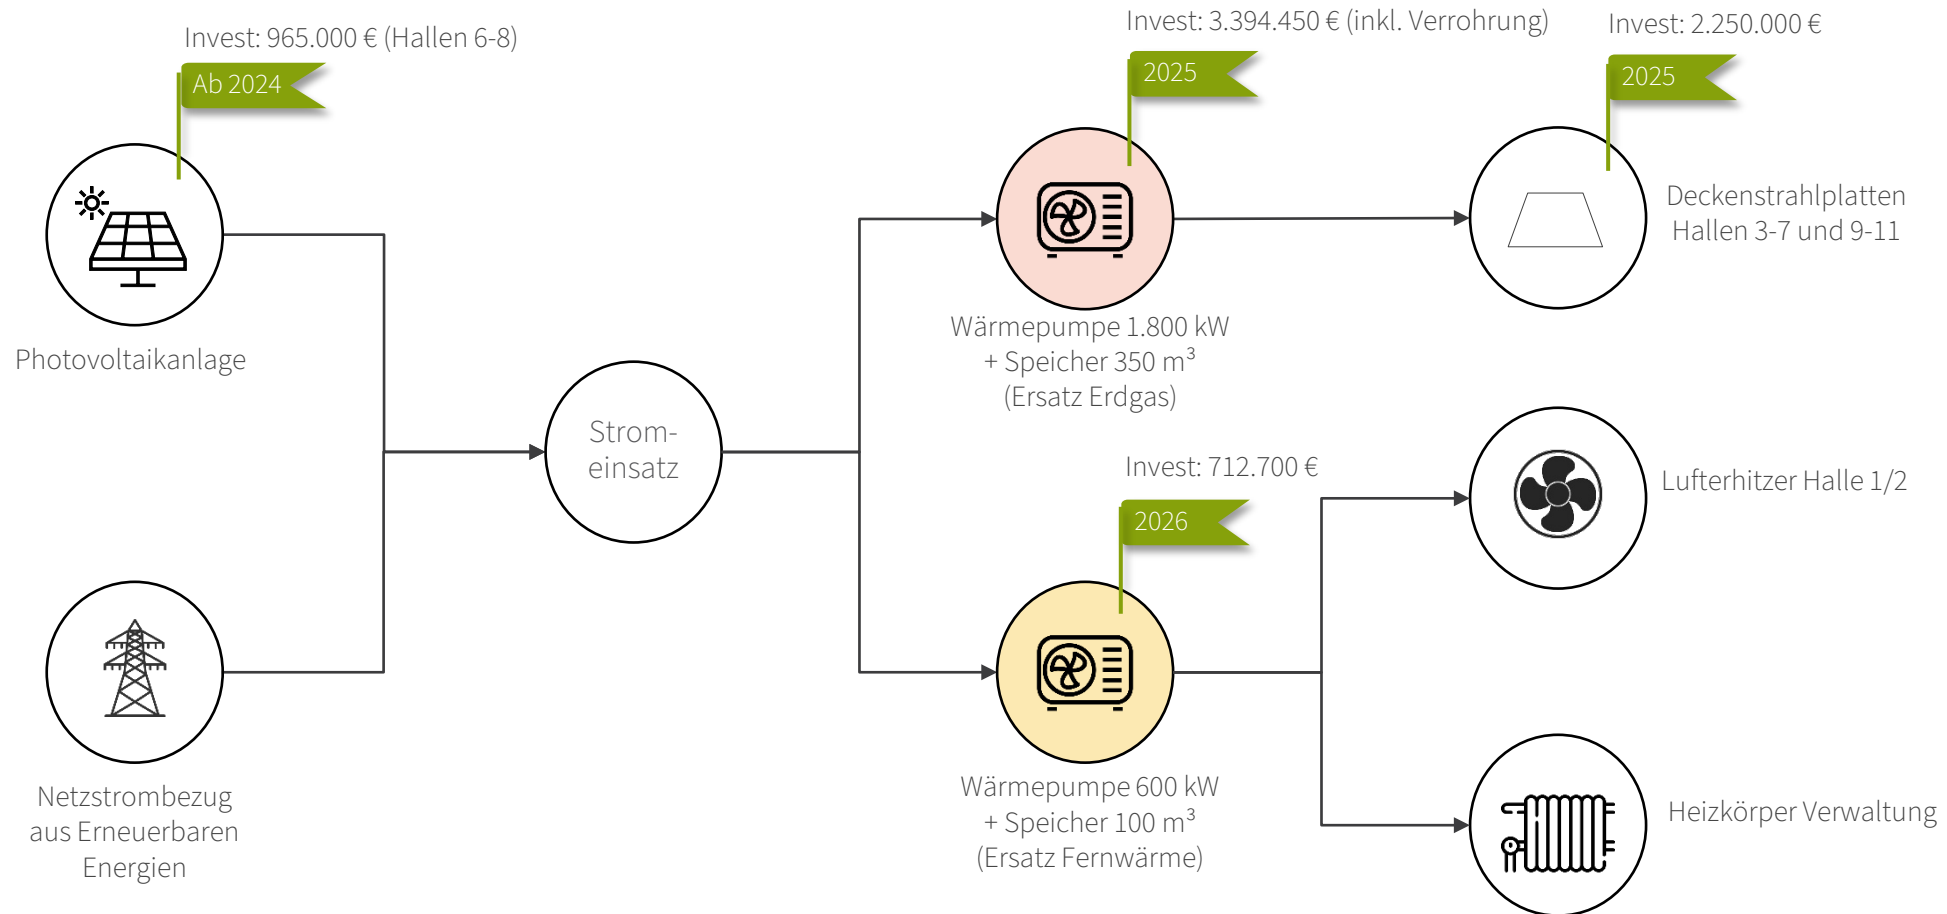 Invest: 965.000 € (Hallen 6-8)
Ab 2024
Photovoltaikanlage
Netzstrombezug
aus Erneuerbaren
Energien
Strom-
einsatz
Invest: 3.394.450 € (inkl. Verrohrung)
2025
Wärmepumpe 1.800 kW
+ Speicher 350 m³
(Ersatz Erdgas)
Invest: 712.700 €
2026
Wärmepumpe 600 kW
+ Speicher 100 m³
(Ersatz Fernwärme)
Invest: 2.250.000 €
2025
Deckenstrahlplatten
Hallen 3-7 und 9-11
Lufterhitzer Halle 1/2
Heizkörper Verwaltung